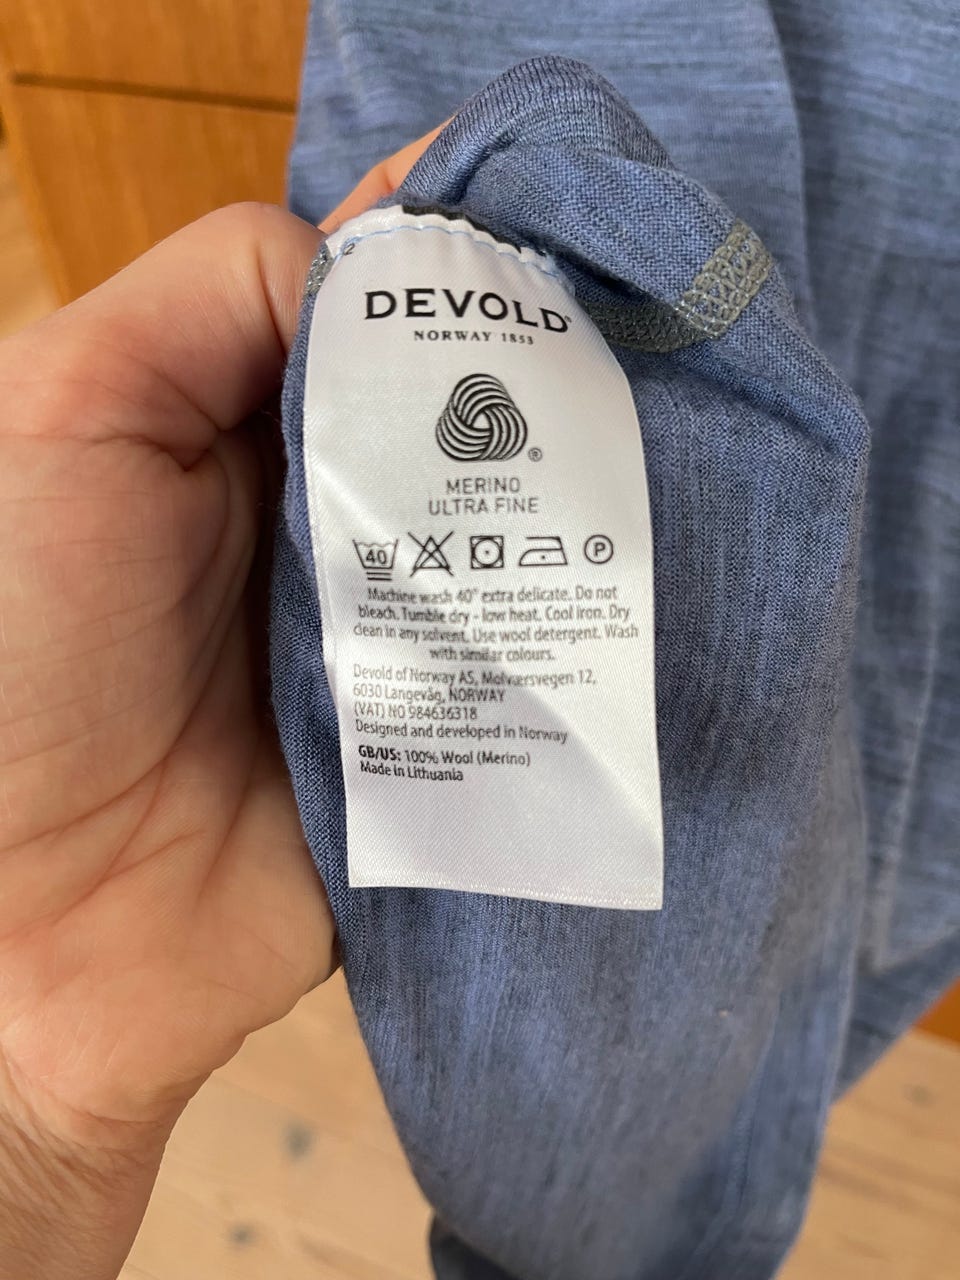 2
DEVOLD®
NORWAY 1853
®
MERINO
ULTRA FINE
40 P
Machine wash 40° extra delicate. Do not
bleach. Tumble dry - low heat. Cool iron. Dry
clean in any solvent. Use wool detergent. Wash
with similar colours.
Devold of Norway AS, Molværsvegen 12,
6030 Langevåg, NORWAY
(VAT) NO 984636318
Designed and developed in Norway
GB/US: 100% Wool (Merino)
Made in Lithuania